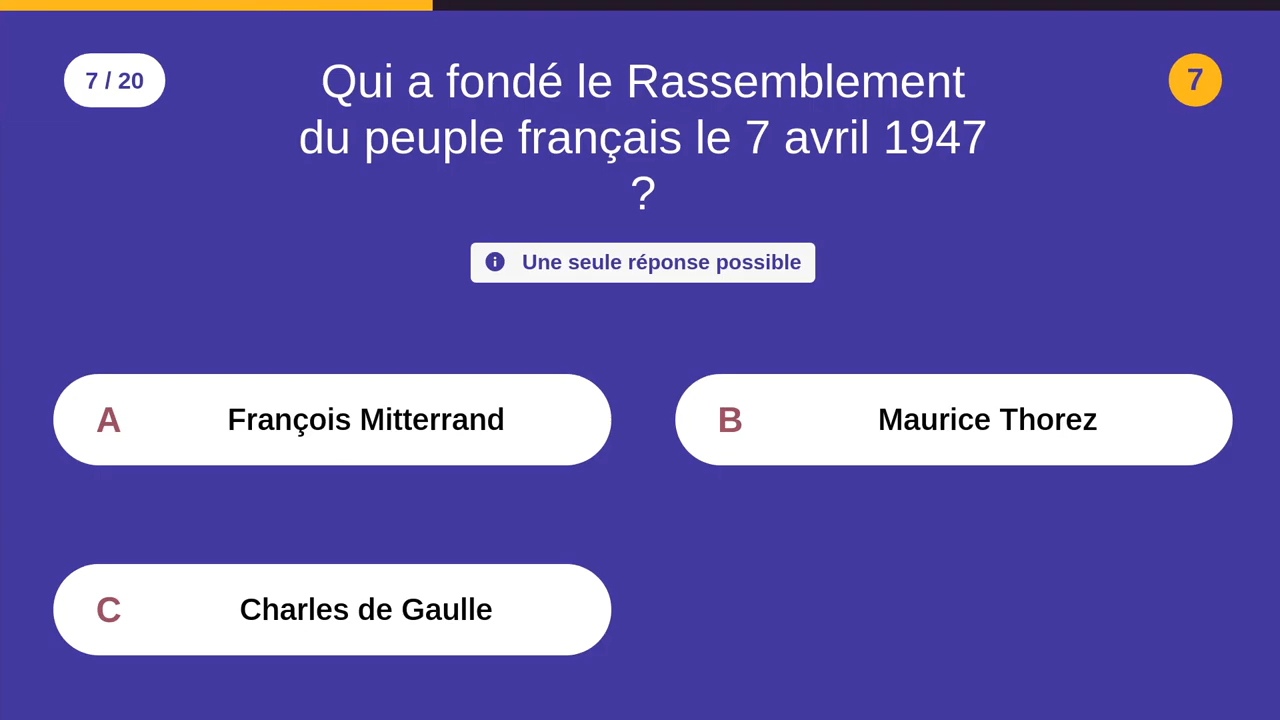 7 / 20
Qui a fondé le Rassemblement
du peuple français le 7 avril 1947
?
7
Une seule réponse possible
A François Mitterrand
B Maurice Thorez
C Charles de Gaulle